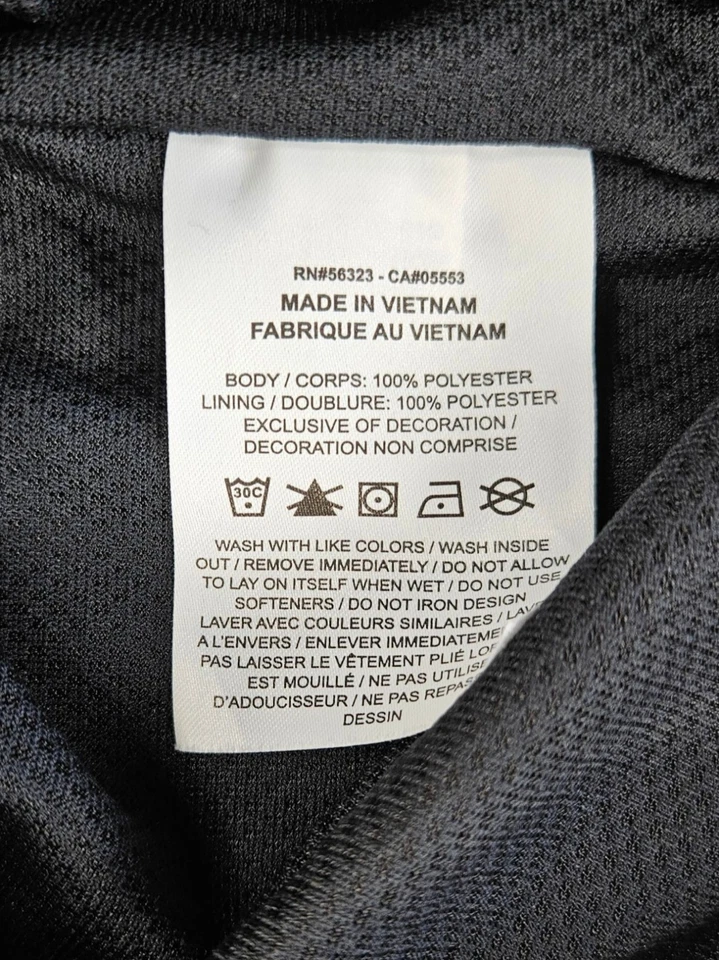 RN#56323 - CA#05553
MADE IN VIETNAM
FABRIQUE AU VIETNAM
BODY / CORPS: 100% POLYESTER
LINING / DOUBLURE: 100% POLYESTER
EXCLUSIVE OF DECORATION /
DECORATION NON COMPRISE
30C
WASH WITH LIKE COLORS / WASH INSIDE
OUT / REMOVE IMMEDIATELY / DO NOT ALLOW
TO LAY ON ITSELF WHEN WET / DO NOT USE
SOFTENERS / DO NOT IRON DESIGN
LAVER AVEC COULEURS SIMILAIRES /
A L'ENVERS / ENLEVER
PAS LAISSER LE VÊTEMENT PLIÉ
EST MOUILLÉ / NE PAS
D'ADOUCISSEUR / NE PAS
DESSIN